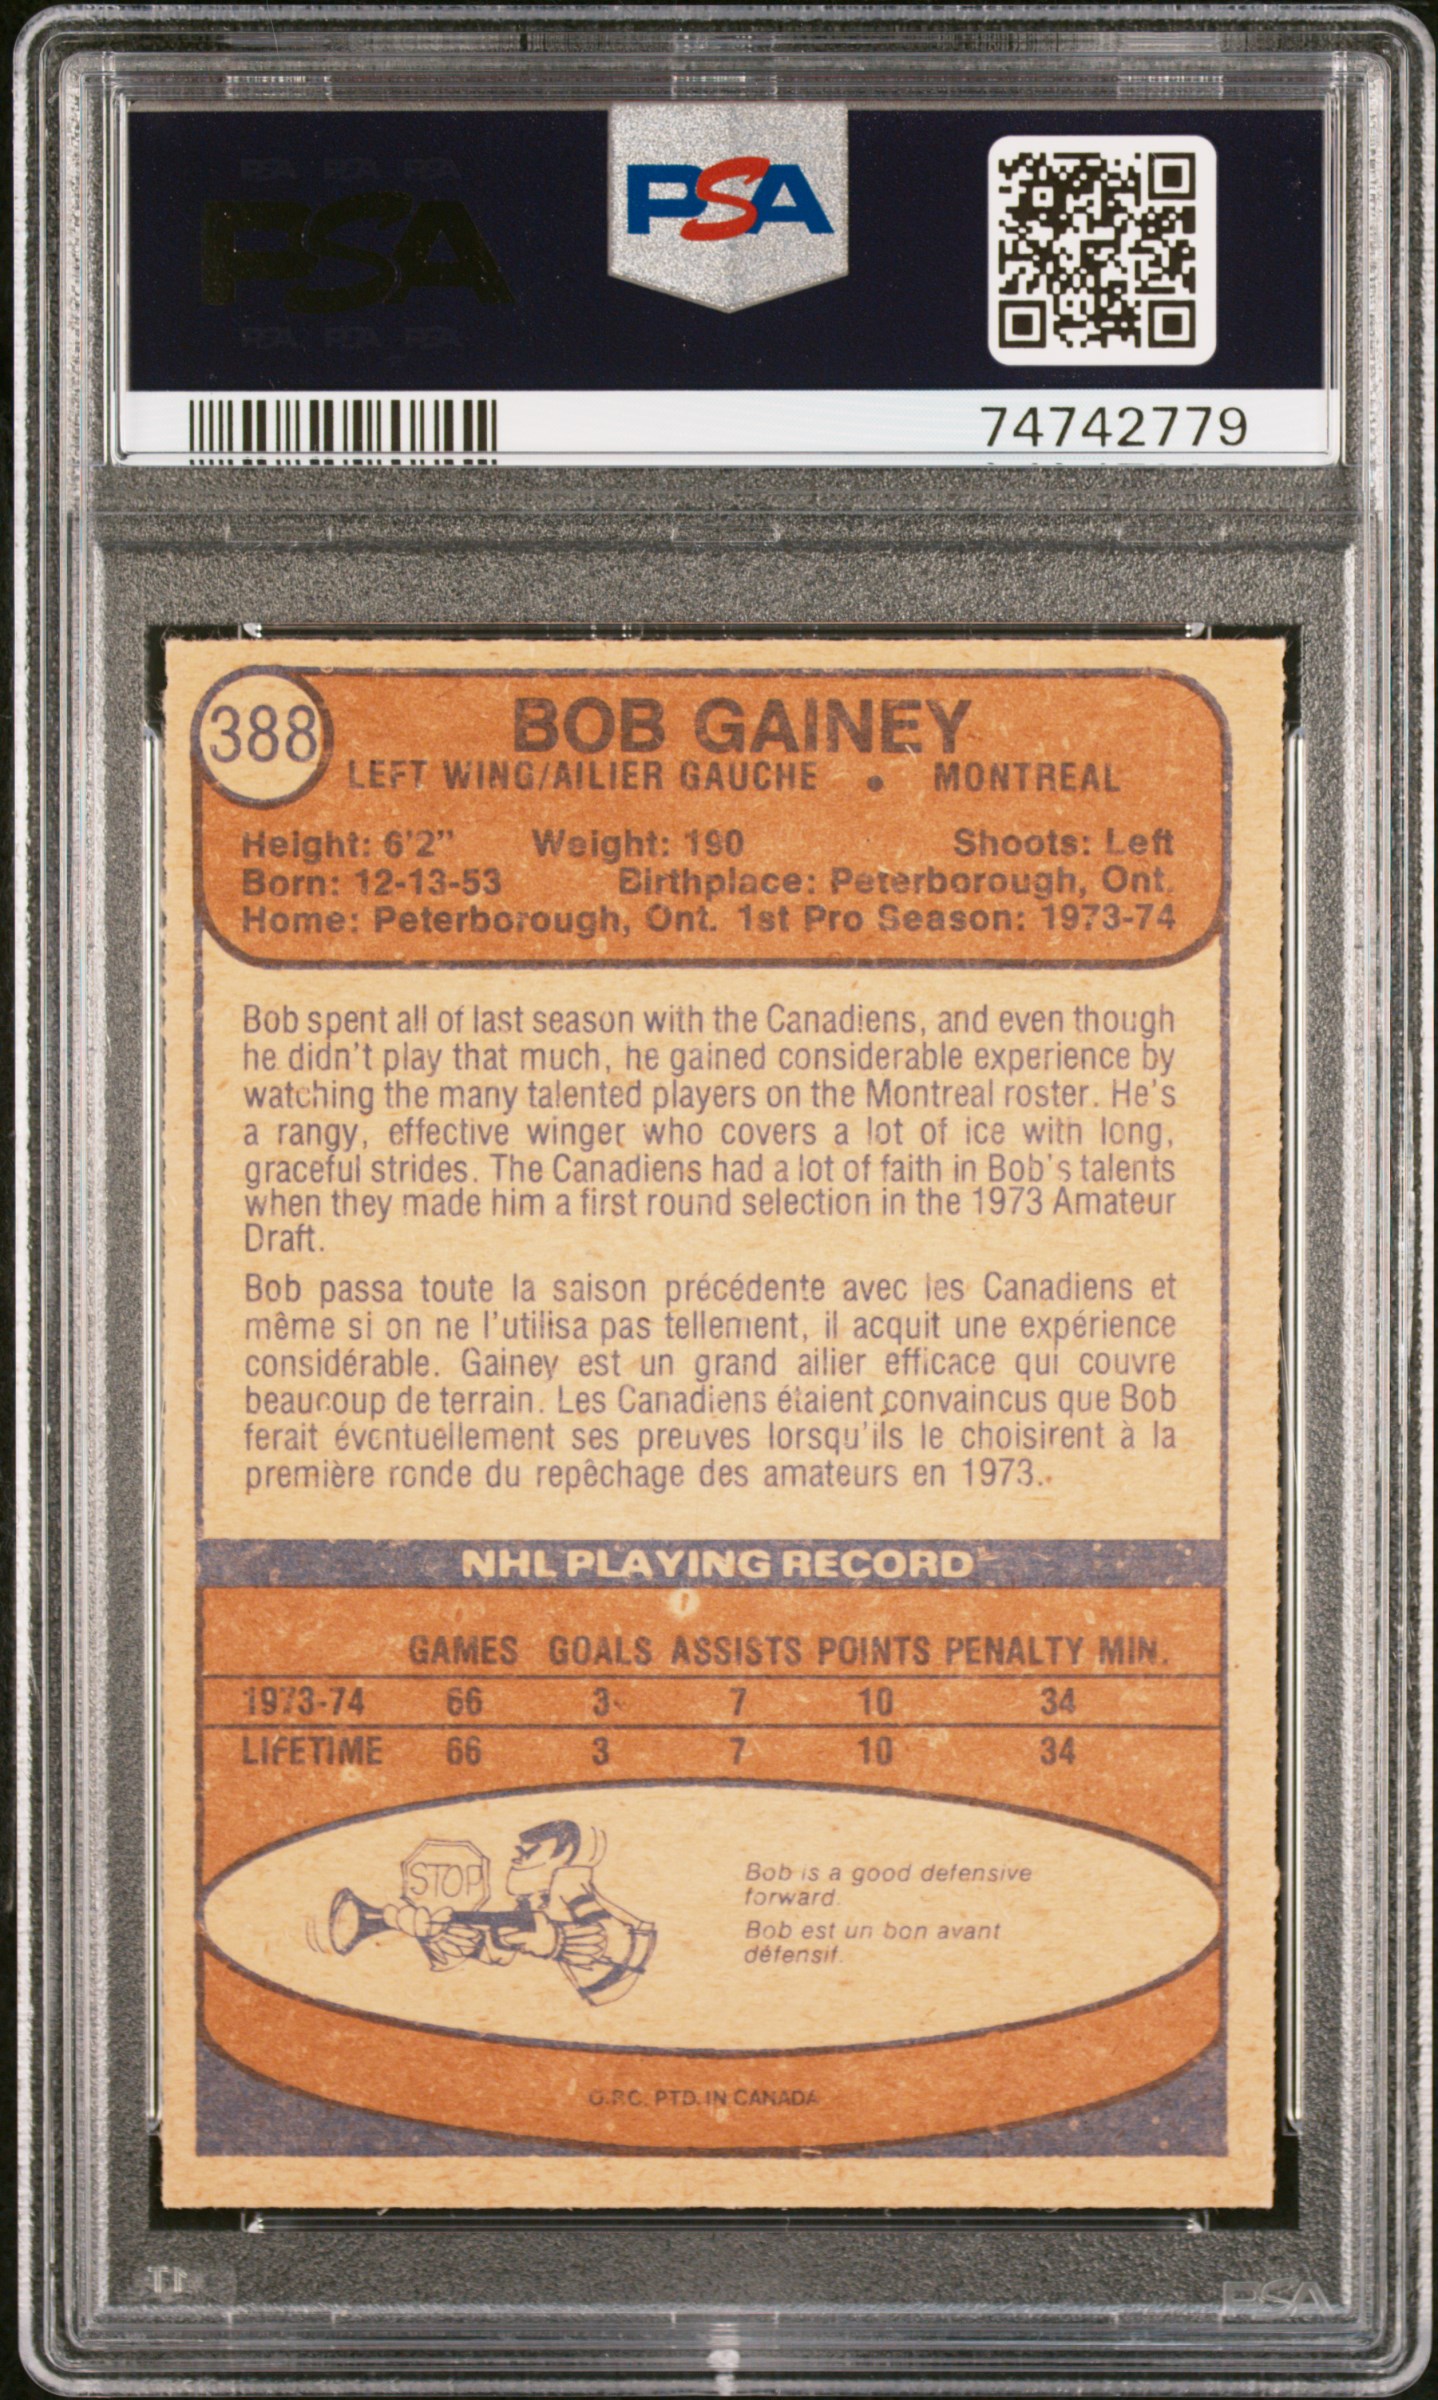 PSA PSA PSA
PSA
PSA PSA PSA
PSA
74742779
388
BOB GAINEY
LEFT WING/AILIER GAUCHE • MONTREAL
Height: 6'2" Weight: 190 Shoots: Left
Born: 12-13-53 Birthplace: Peterborough, Ont.
Home: Peterborough, Ont. 1st Pro Season: 1973-74
Bob spent all of last season with the Canadiens, and even though
he didn't play that much, he gained considerable experience by
watching the many talented players on the Montreal roster. He's
a rangy, effective winger who covers a lot of ice with long,
graceful strides. The Canadiens had a lot of faith in Bob's talents
when they made him a first round selection in the 1973 Amateur
Draft.
Bob passa toute la saison précédente avec les Canadiens et
même si on ne l'utilisa pas tellement, il acquit une expérience
considérable. Gainey est un grand ailier efficace qui couvre
beaucoup de terrain. Les Canadiens étaient convaincus que Bob
ferait éventuellement ses preuves lorsqu'ils le choisirent à la
première ronde du repêchage des amateurs en 1973.
NHL PLAYING RECORD
GAMES GOALS ASSISTS POINTS PENALTY MIN.
1973-74 66 3 7 10 34
LIFETIME 66 3 7 10 34
STOP
Bob is a good defensive
forward.
Bob est un bon avant
défensif.
O.P.C. PTD. IN CANADA
PSA